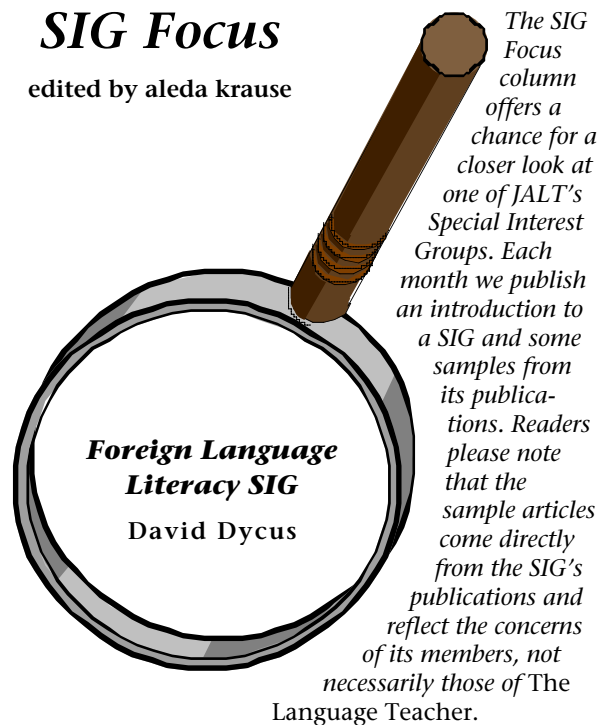 SIG Focus
edited by aleda krause
The SIG
Focus
column
offers a
chance for a
closer look at
one of JALT's
Special Interest
Groups. Each
month we publish
an introduction to
a SIG and some
samples from
its publica-
tions. Readers
please note
that the
sample articles
come directly
from the SIG's
publications and
reflect the concerns
of its members, not
necessarily those of The
Language Teacher.
Foreign Language
Literacy SIG
David Dycus